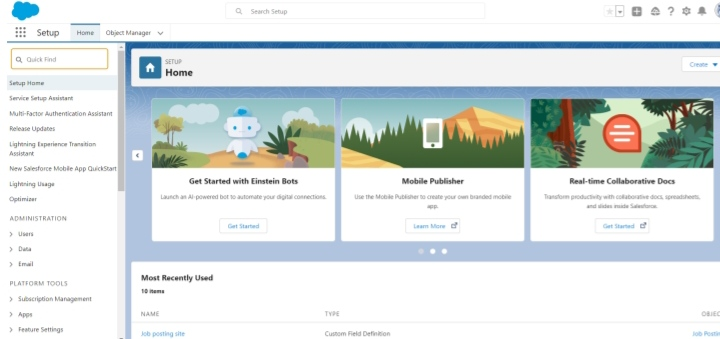 Search Setup
Setup
Home
Object Manager
Quick Find
Setup Home
Service Setup Assistant
Multi-Factor Authentication Assistant
Release Updates
Lightning Experience Transition
Assistant
New Salesforce Mobile App QuickStart
Lightning Usage
Optimizer
ADMINISTRATION
Users
Data
Email
PLATFORM TOOLS
Subscription Management
Apps
Feature Settings
SETUP
Home
Create
Get Started with Einstein Bots
Launch an AI-powered bot to automate your digital connections.
Get Started
Mobile Publisher
Use the Mobile Publisher to create your own branded mobile
app.
Learn More
Real-time Collaborative Docs
Transform productivity with collaborative docs, spreadsheets,
and slides inside Salesforce.
Get Started
Most Recently Used
10 items
NAME
TYPE
OBJEC
Job posting site
Custom Field Definition
Job Postin